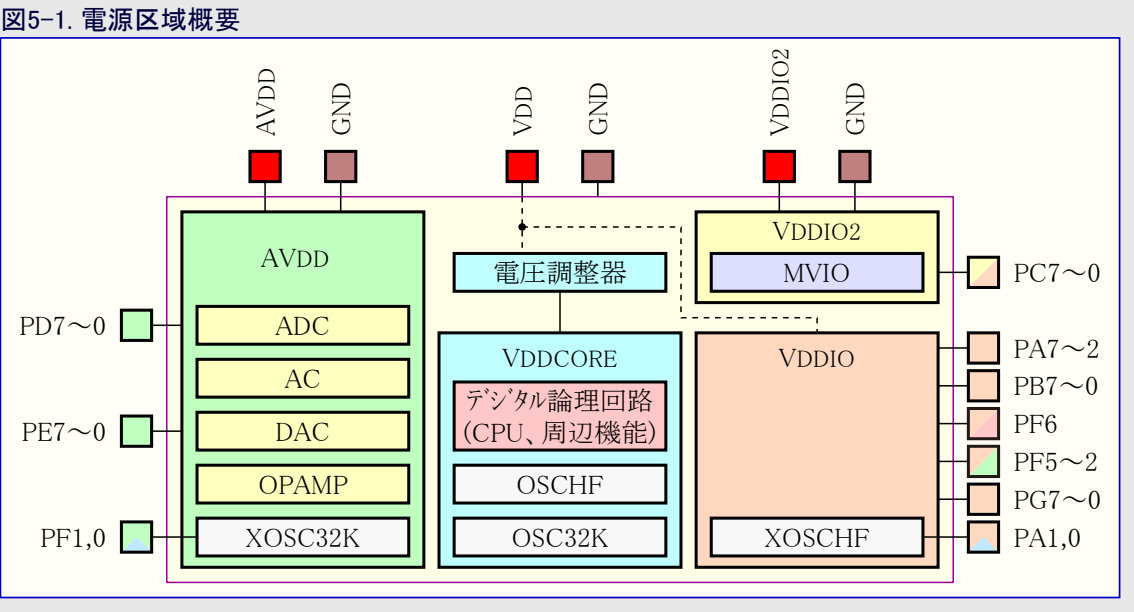 図5-1. 電源区域概要
AVDD
GND
VDD
GND
VDDIO2
GND
AVDD
ADC
AC
DAC
OPAMP
XOSC32K
PD7～0
PE7～0
PF1,0
電圧調整器
VDDCORE
デジタル論理回路
(CPU、周辺機能)
OSCHF
OSC32K
VDDIO2
MVIO
VDDIO
XOSCHF
PC7～0
PA7～2
PB7～0
PF6
PF5～2
PG7～0
PA1,0